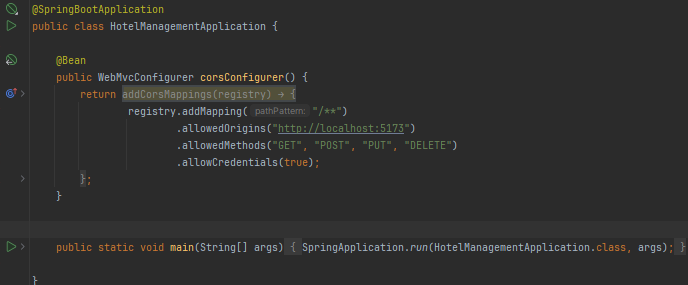 @SpringBootApplication
public class HotelManagementApplication {
@Bean
public WebMvcConfigurer corsConfigurer() {
return addCorsMappings(registry) → {
registry.addMapping( pathPattern: "/**")
.allowedOrigins("http://localhost:5173")
.allowedMethods("GET", "POST", "PUT", "DELETE")
.allowCredentials(true);
};
}
public static void main(String[] args) { SpringApplication.run(HotelManagementApplication.class, args); }
}